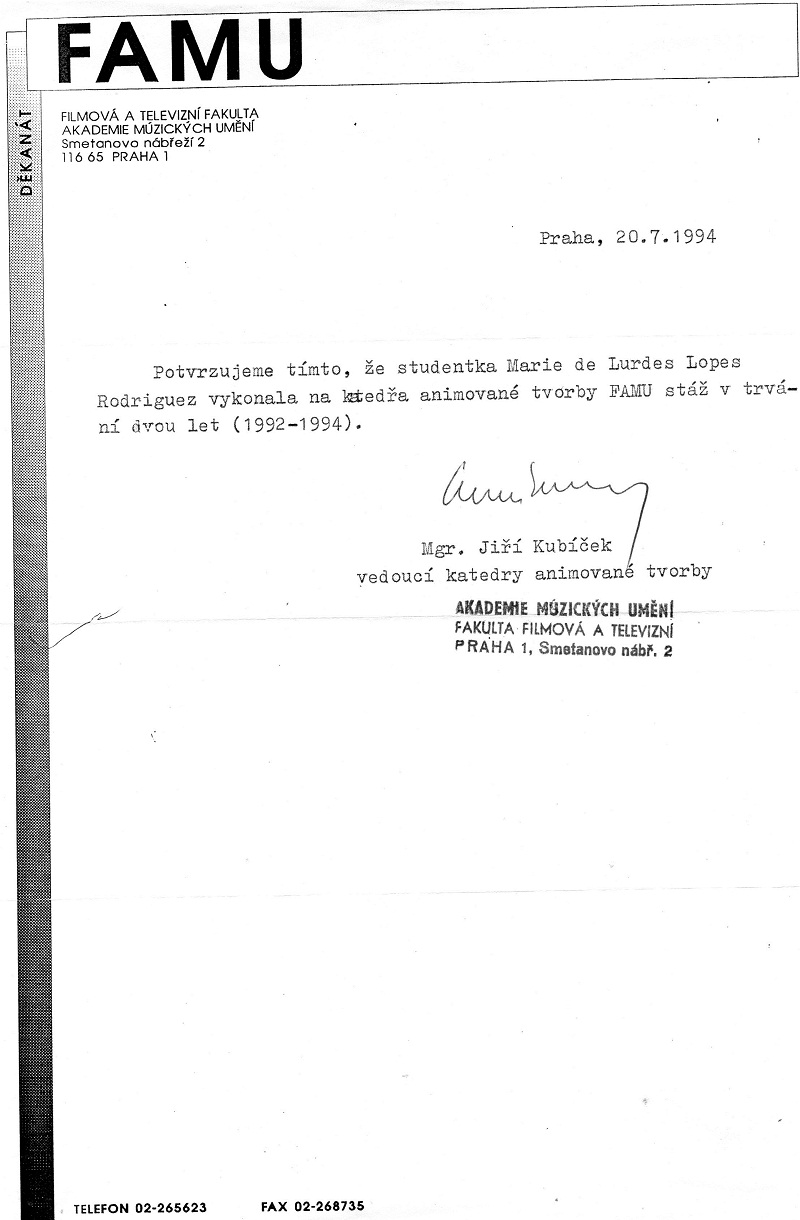 FAMU
DĚKANÁT
FILMOVÁ A TELEVIZNÍ FAKULTA
AKADEMIE MÚZICKÝCH UMĚNÍ
Smetanovo nábřeží 2
116 65 PRAHA 1
Praha, 20.7.1994
Potvrzujeme tímto, že studentka Marie de Lurdes Lopes
Rodriguez vykonala na katedřa animované tvorby FAMU stáž v trvá-
ní dvou let (1992-1994).
Mgr. Jiří Kubíček
vedoucí katedry animované tvorby
AKADEMIE MÚZICKÝCH UMĚNÍ
FAKULTA FILMOVÁ A TELEVIZNÍ
PRAHA 1, Smetanovo nábř. 2
TELEFON 02-265623 FAX 02-268735